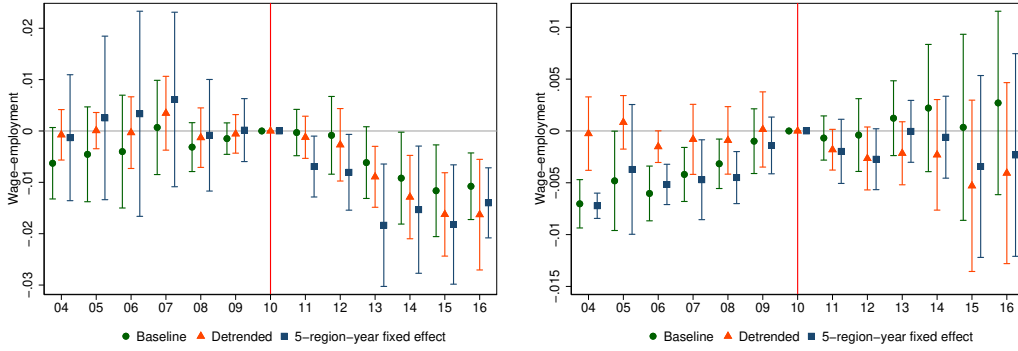 Wage-employment
.02
.01
0
-.01
-.02
-.03
04 05 06 07 08 09 10 11 12 13 14 15 16
Baseline Detrended 5-region-year fixed effect
Wage-employment
.01
.005
0
-.005
-.01
-.015
04 05 06 07 08 09 10 11 12 13 14 15 16
Baseline Detrended 5-region-year fixed effect